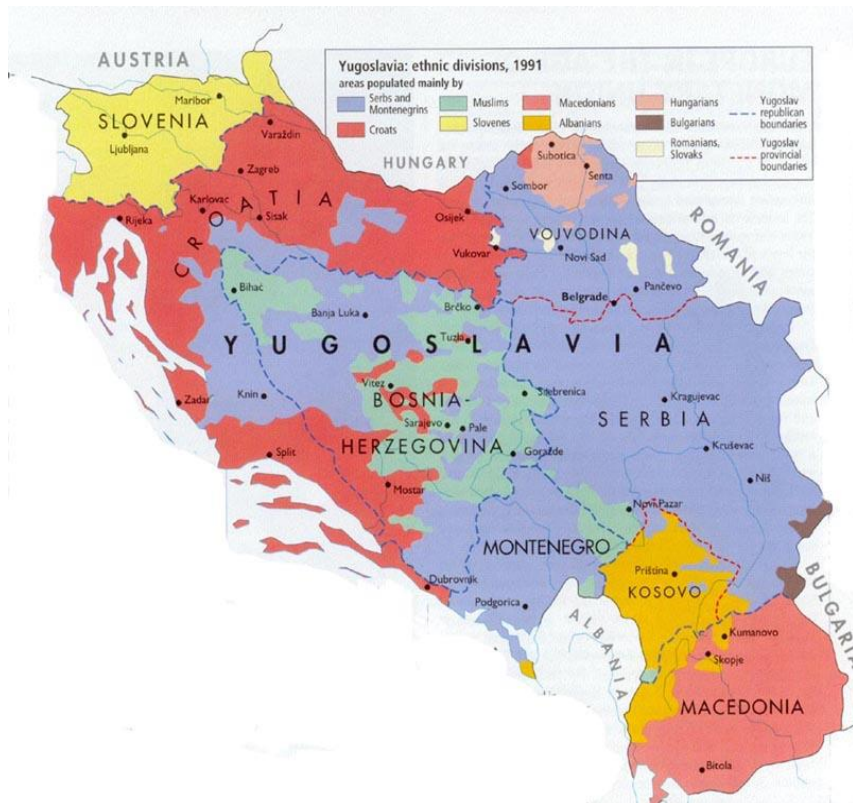 AUSTRIA
Yugoslavia: ethnic divisions, 1991
areas populated mainly by
Serbs and
Montenegrins
Croats
Muslims
Slovenes
Macedonians
Albanians
Hungarians
Bulgarians
Romanians,
Slovaks
Yugoslav
republican
boundaries
Yugoslav
provincial
boundaries
Maribor
SLOVENIA
Ljubljana
Varaždin
HUNGARY
Zagreb
Subotica
Senta
Sombor
Karlovac
CROATIA
Rijeka
Sisak
Osijek
ROMANIA
VOJVODINA
Vukovar
Novi Sad
Bihać
Pančevo
Belgrade
Banja Luka
Brčko
Tuzla
YUGOSLAVIA
Vitez
Knin
Zadar
BOSNIA-
Srebrenica
Kragujevac
SERBIA
Sarajevo
Pale
HERZEGOVINA
Goražde
Kruševac
Split
Mostar
Niš
Novi Pazar
MONTENEGRO
Priština
KOSOVO
Dubrovnik
Podgorica
BULGARIA
ALBANIA
Kumanovo
Skopje
MACEDONIA
Bitola